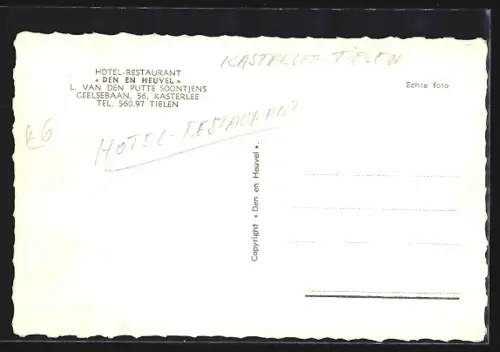 KASTERLEE-TIELEN
HOTEL-RESTAURANT
« DEN EN HEUVEL »
L. VAN DEN PUTTE-SOONTJENS
GEELSEBAAN, 56, KASTERLEE
TEL. 560.97 TIELEN
Echte foto
€6
HOTEL-RESTAURANT
Copyright « Den en Heuvel ».